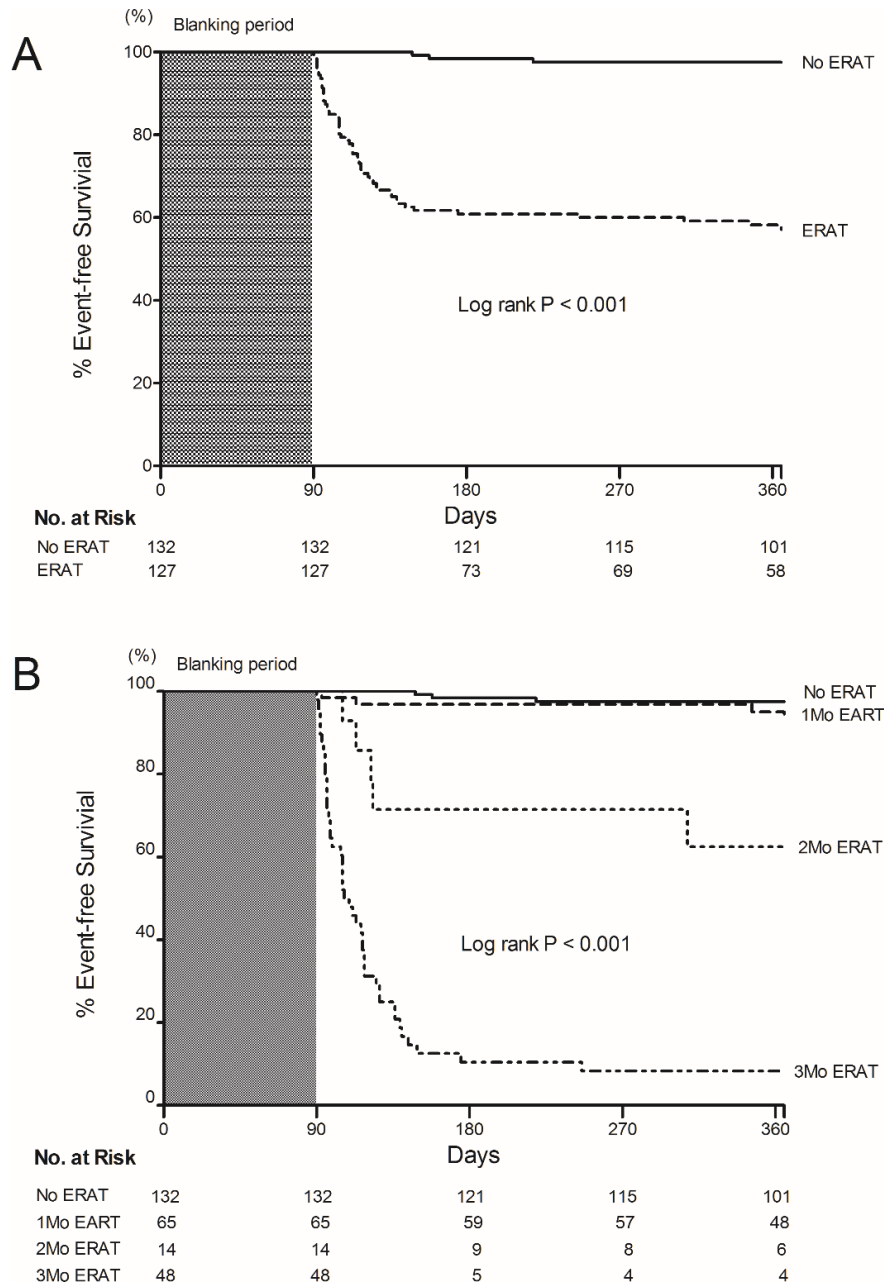 A
(%) Blanking period
100
No ERAT
80
60
ERAT
% Event-free Survivial
40
Log rank P < 0.001
20
0
0 90 180 270 360
No. at Risk Days
No ERAT 132 132 121 115 101
ERAT 127 127 73 69 58
B
(%) Blanking period
100
No ERAT
1Mo EART
80
2Mo ERAT
60
% Event-free Survivial
40
Log rank P < 0.001
20
3Mo ERAT
0
0 90 180 270 360
No. at Risk Days
No ERAT 132 132 121 115 101
1Mo EART 65 65 59 57 48
2Mo ERAT 14 14 9 8 6
3Mo ERAT 48 48 5 4 4